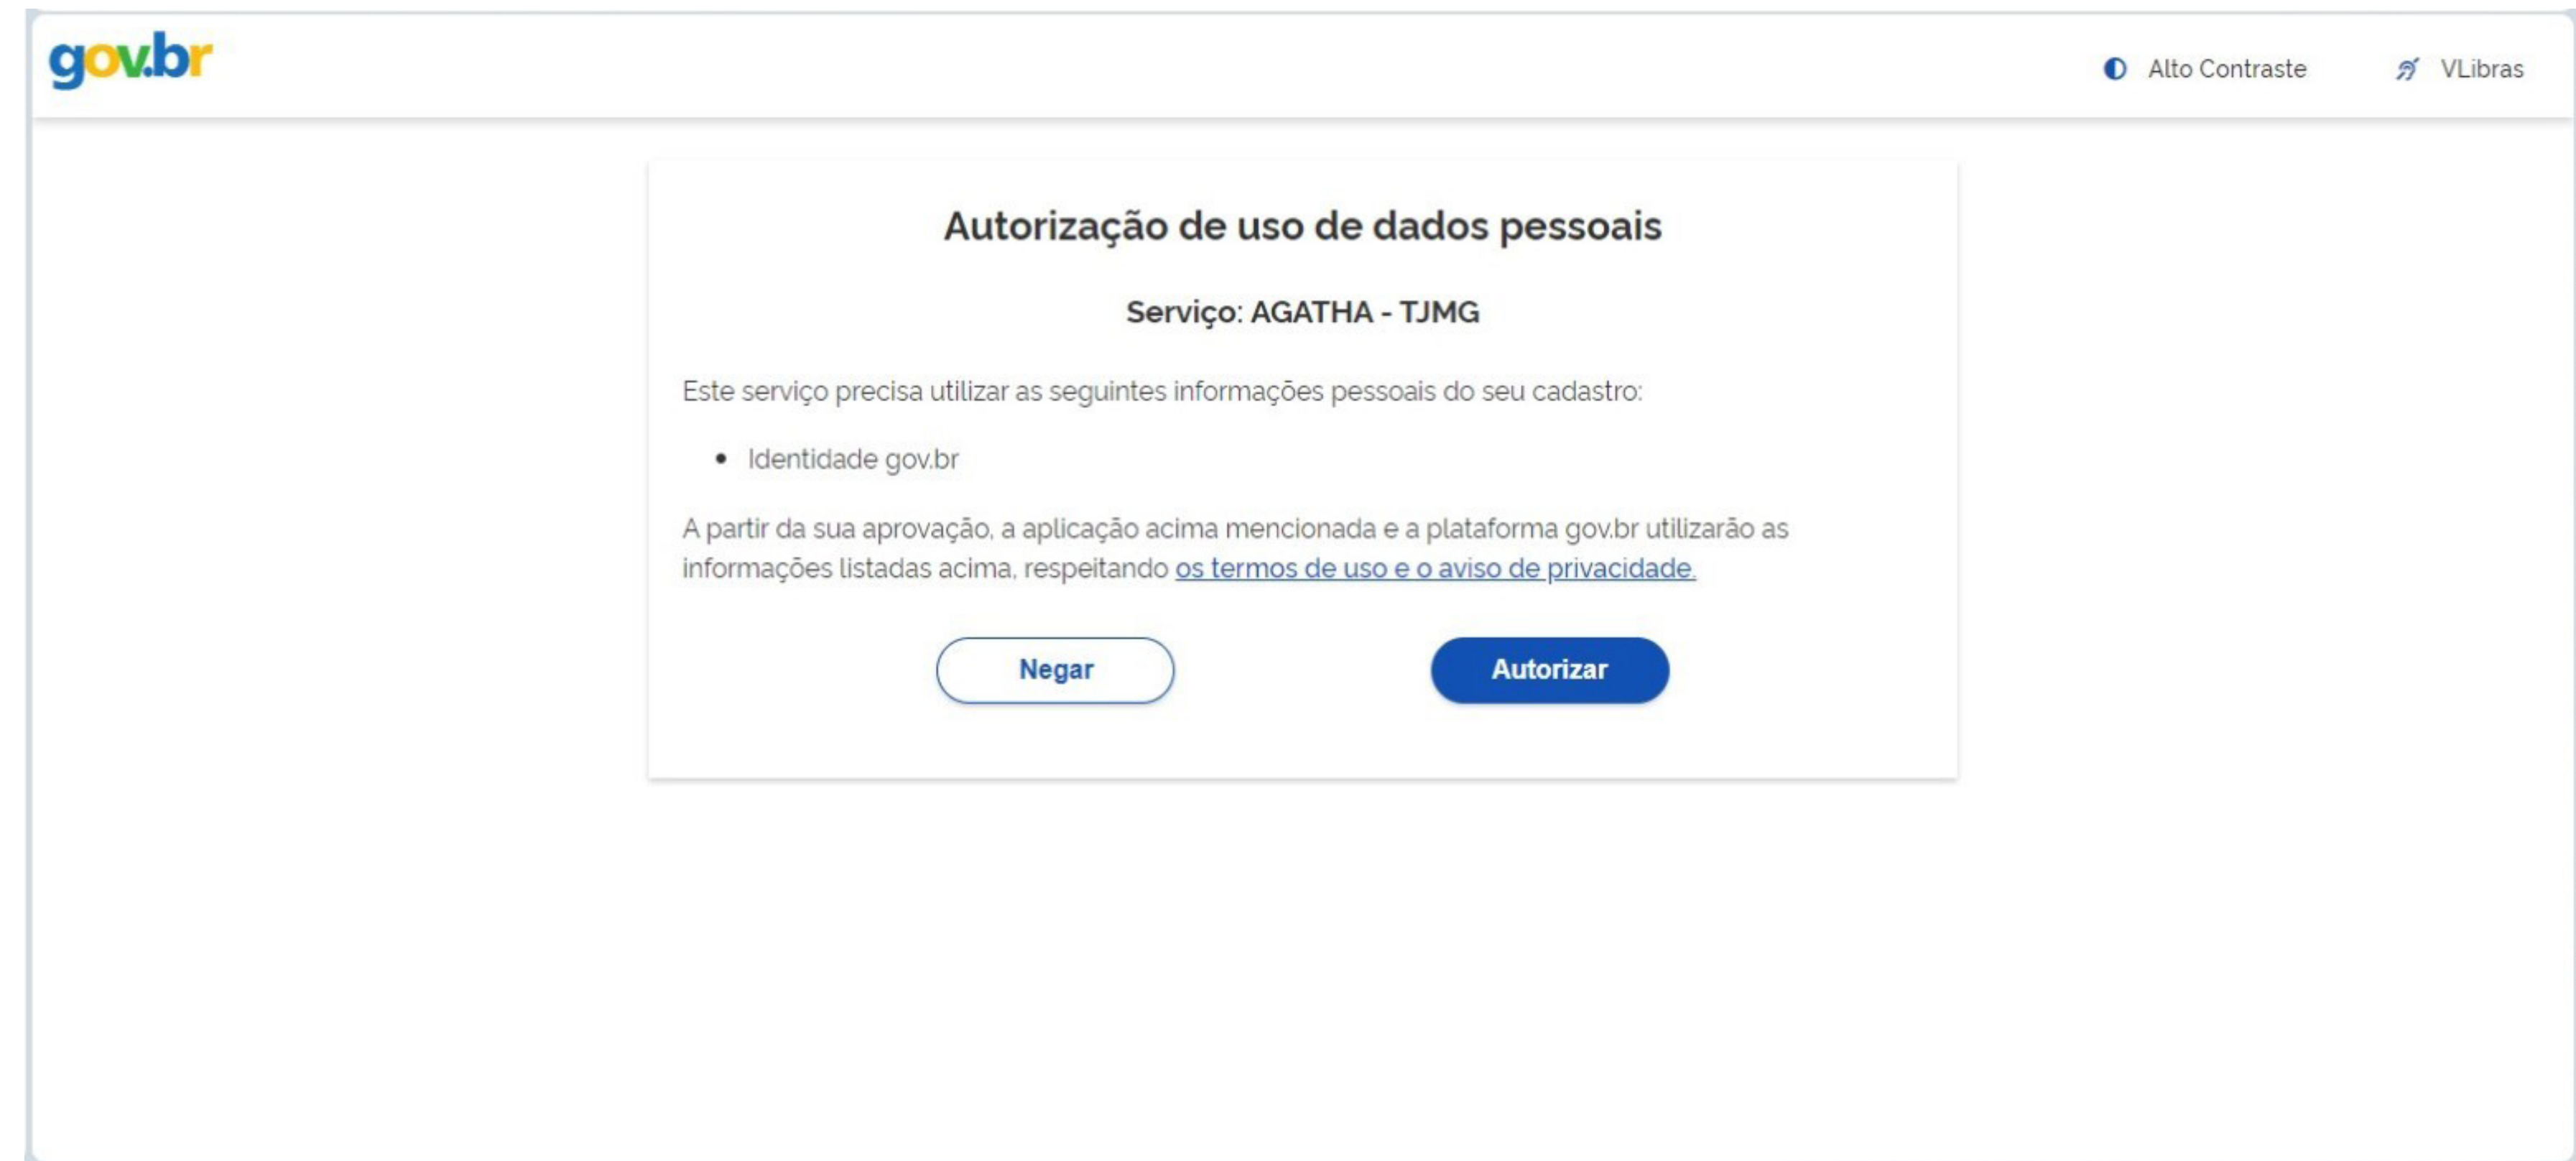 gov.br
Alto Contraste
VLibras
Autorização de uso de dados pessoais
Serviço: AGATHA - TJMG
Este serviço precisa utilizar as seguintes informações pessoais do seu cadastro:
• Identidade gov.br
A partir da sua aprovação, a aplicação acima mencionada e a plataforma gov.br utilizarão as
informações listadas acima, respeitando os termos de uso e o aviso de privacidade.
Negar
Autorizar